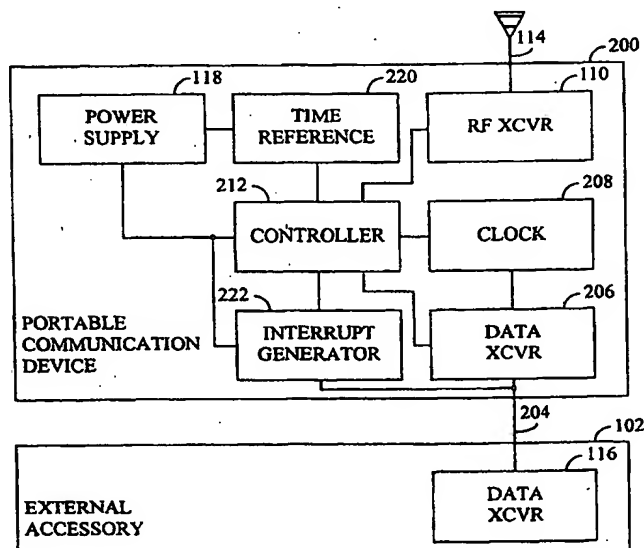 114
200
118
220
110
POWER
SUPPLY
TIME
REFERENCE
RF XCVR
212
208
CONTROLLER
CLOCK
222
206
PORTABLE
COMMUNICATION
DEVICE
INTERRUPT
GENERATOR
DATA
XCVR
204
102
116
EXTERNAL
ACCESSORY
DATA
XCVR